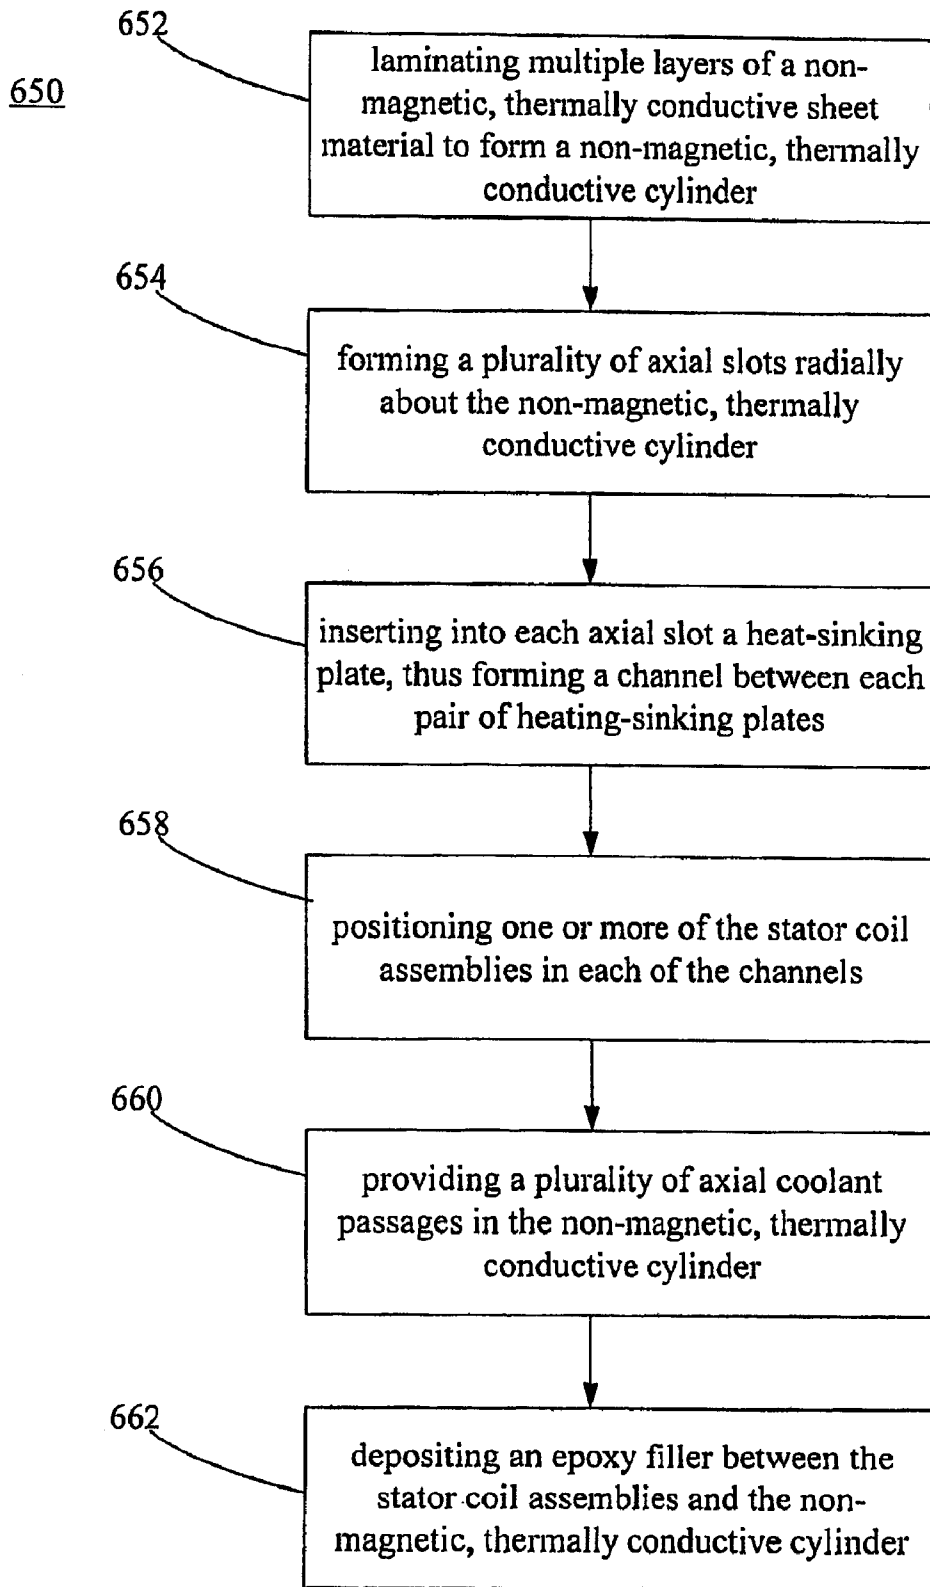 652
650
laminating multiple layers of a non-
magnetic, thermally conductive sheet
material to form a non-magnetic, thermally
conductive cylinder
654
forming a plurality of axial slots radially
about the non-magnetic, thermally
conductive cylinder
656
inserting into each axial slot a heat-sinking
plate, thus forming a channel between each
pair of heating-sinking plates
658
positioning one or more of the stator coil
assemblies in each of the channels
660
providing a plurality of axial coolant
passages in the non-magnetic, thermally
conductive cylinder
662
depositing an epoxy filler between the
stator coil assemblies and the non-
magnetic, thermally conductive cylinder